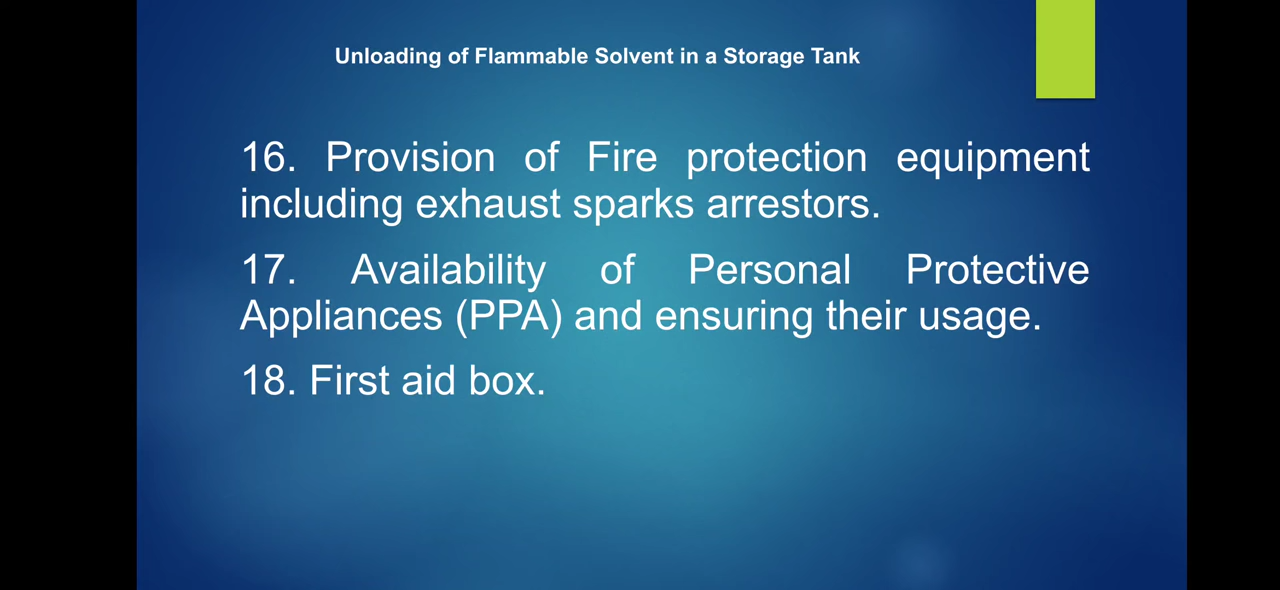 Unloading of Flammable Solvent in a Storage Tank
16. Provision of Fire protection equipment
including exhaust sparks arrestors.
17. Availability of Personal Protective
Appliances (PPA) and ensuring their usage.
18. First aid box.